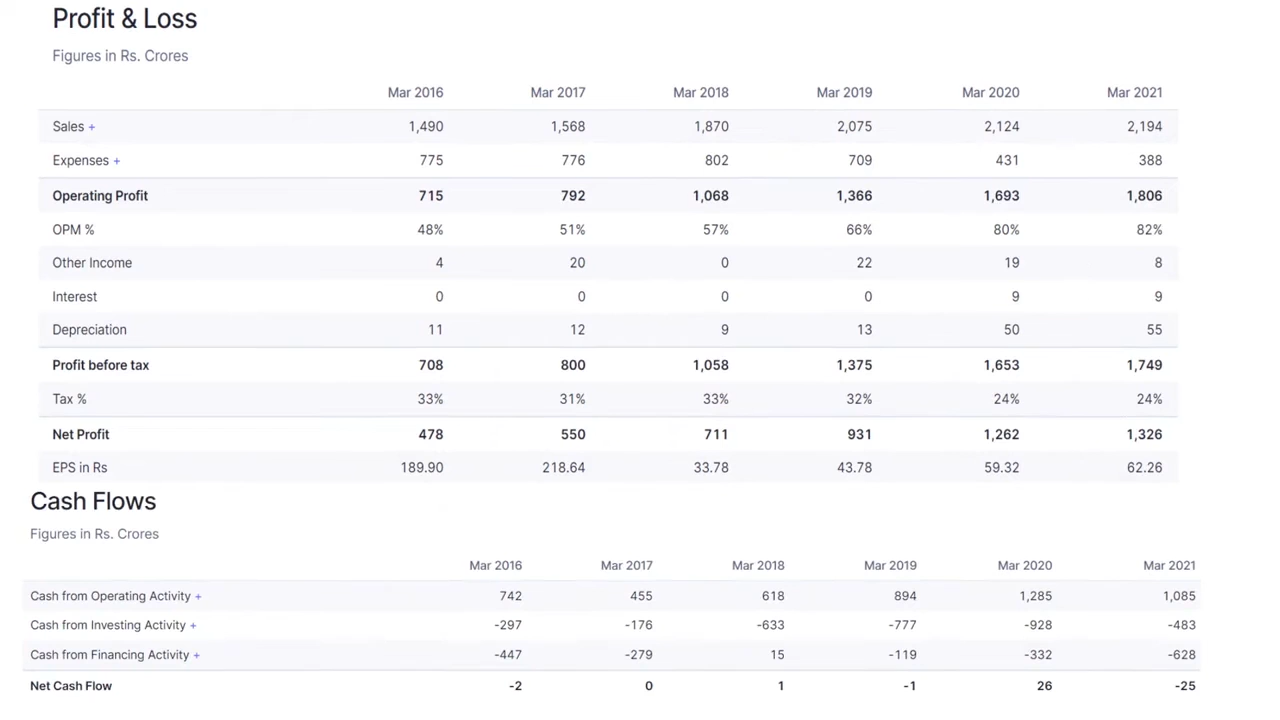 Profit & Loss
Figures in Rs. Crores
Mar 2016 Mar 2017 Mar 2018 Mar 2019 Mar 2020 Mar 2021
Sales + 1,490 1,568 1,870 2,075 2,124 2,194
Expenses + 775 776 802 709 431 388
Operating Profit 715 792 1,068 1,366 1,693 1,806
OPM % 48% 51% 57% 66% 80% 82%
Other Income 4 20 0 22 19 8
Interest 0 0 0 0 9 9
Depreciation 11 12 9 13 50 55
Profit before tax 708 800 1,058 1,375 1,653 1,749
Tax % 33% 31% 33% 32% 24% 24%
Net Profit 478 550 711 931 1,262 1,326
EPS in Rs 189.90 218.64 33.78 43.78 59.32 62.26
Cash Flows
Figures in Rs. Crores
Mar 2016 Mar 2017 Mar 2018 Mar 2019 Mar 2020 Mar 2021
Cash from Operating Activity + 742 455 618 894 1,285 1,085
Cash from Investing Activity + -297 -176 -633 -777 -928 -483
Cash from Financing Activity + -447 -279 15 -119 -332 -628
Net Cash Flow -2 0 1 -1 26 -25